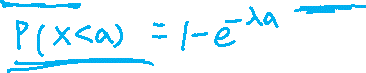 P(x<a) = 1-e^{-λa}